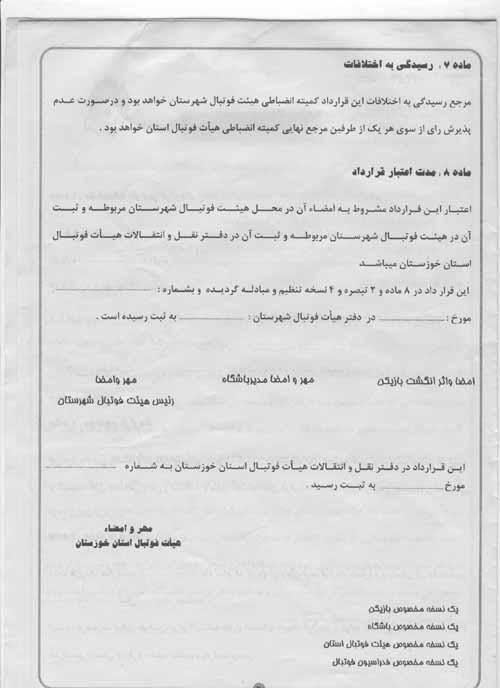 ماده ۷ . رسیدگی به اختلافات
مرجع رسیدگی به اختلافات این قرارداد کمیته انضباطی هیئت فوتبال شهرستان خواهد بود و درصورت عدم
پذیرش رای از سوی هر یک از طرفین مرجع نهایی کمیته انضباطی هیأت فوتبال استان خواهد بود .
ماده ۸ . مدت اعتبار قرارداد
اعتبار این قرارداد مشروط به امضاء آن در محل هیئت فوتبال شهرستان مربوطه و ثبت
آن در هیئت فوتبال شهرستان مربوطه و ثبت آن در دفتر نقل و انتقالات هیأت فوتبال
استان خوزستان میباشد.
این قرار داد در ۸ ماده و ۲ تبصره و ۴ نسخه تنظیم و مبادله گردیده و بشماره :
مورخ : در دفتر هیأت فوتبال شهرستان : به ثبت رسیده است .
امضا واثر انگشت بازیکن مهر و امضا مدیرباشگاه مهر وامضا
رئیس هیئت فوتبال شهرستان
این قرارداد در دفتر نقل و انتقالات هیأت فوتبال استان خوزستان به شماره
مورخ به ثبت رسید .
مهر و امضاء
هیأت فوتبال استان خوزستان
یک نسخه مخصوص بازیکن
یک نسخه مخصوص باشگاه
یک نسخه مخصوص هیئت فوتبال استان
یک نسخه مخصوص فدراسیون فوتبال